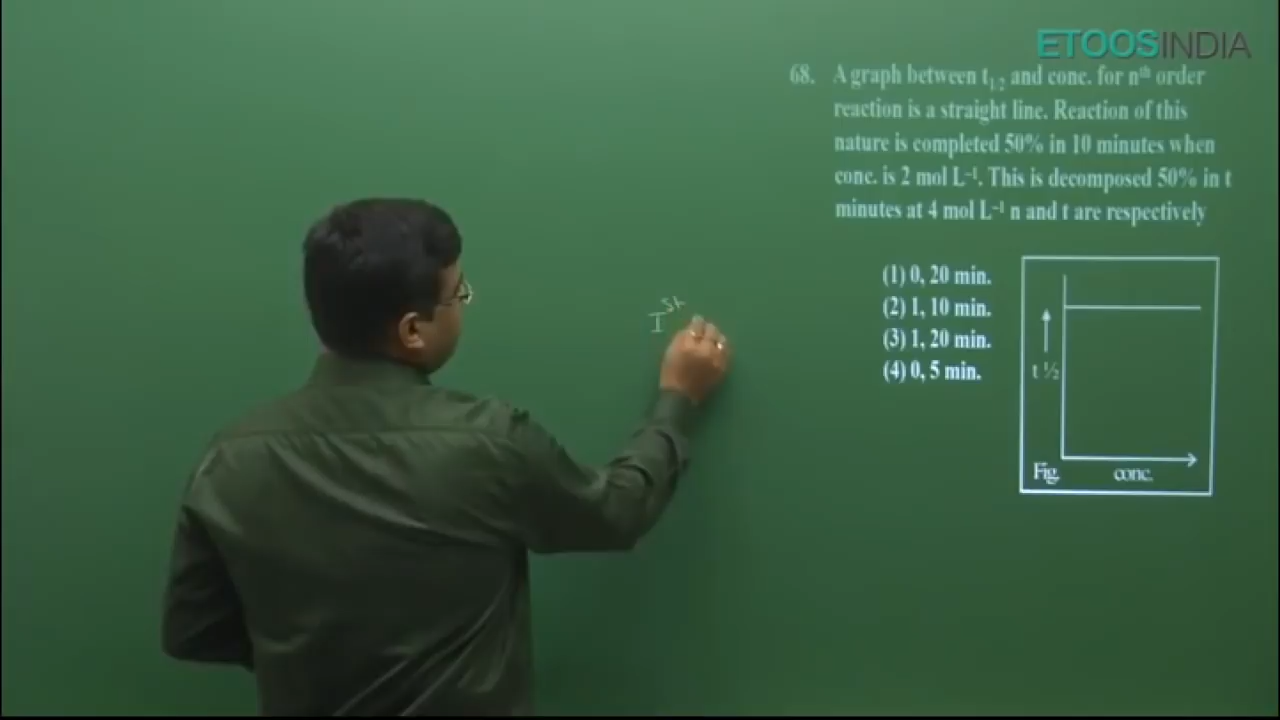 ETOOSINDIA
68. A graph between t1/2 and conc. for nth order
reaction is a straight line. Reaction of this
nature is completed 50% in 10 minutes when
conc. is 2 mol L–1. This is decomposed 50% in t
minutes at 4 mol L–1 n and t are respectively
(1) 0, 20 min.
(2) 1, 10 min.
(3) 1, 20 min.
(4) 0, 5 min.
t ½
Fig. conc.
Ist